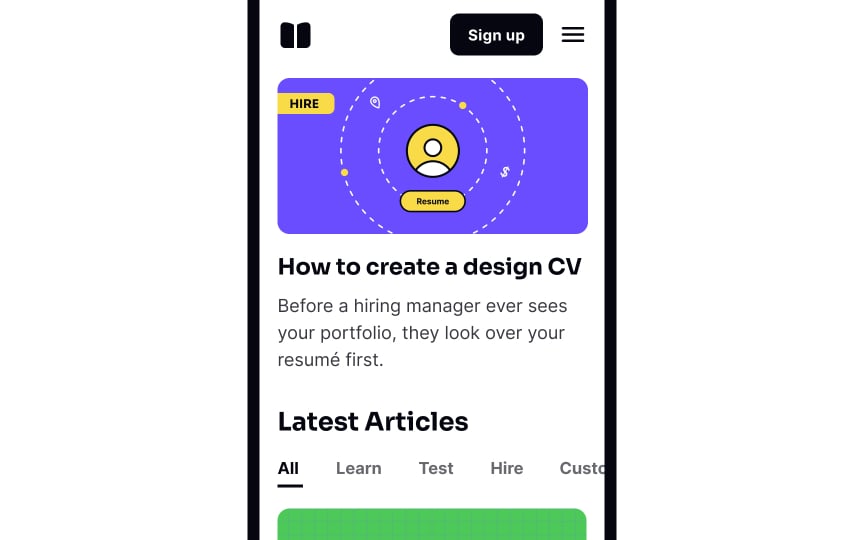 Sign up
HIRE
$
Resume
How to create a design CV
Before a hiring manager ever sees
your portfolio, they look over your
resumé first.
Latest Articles
All Learn Test Hire Custo